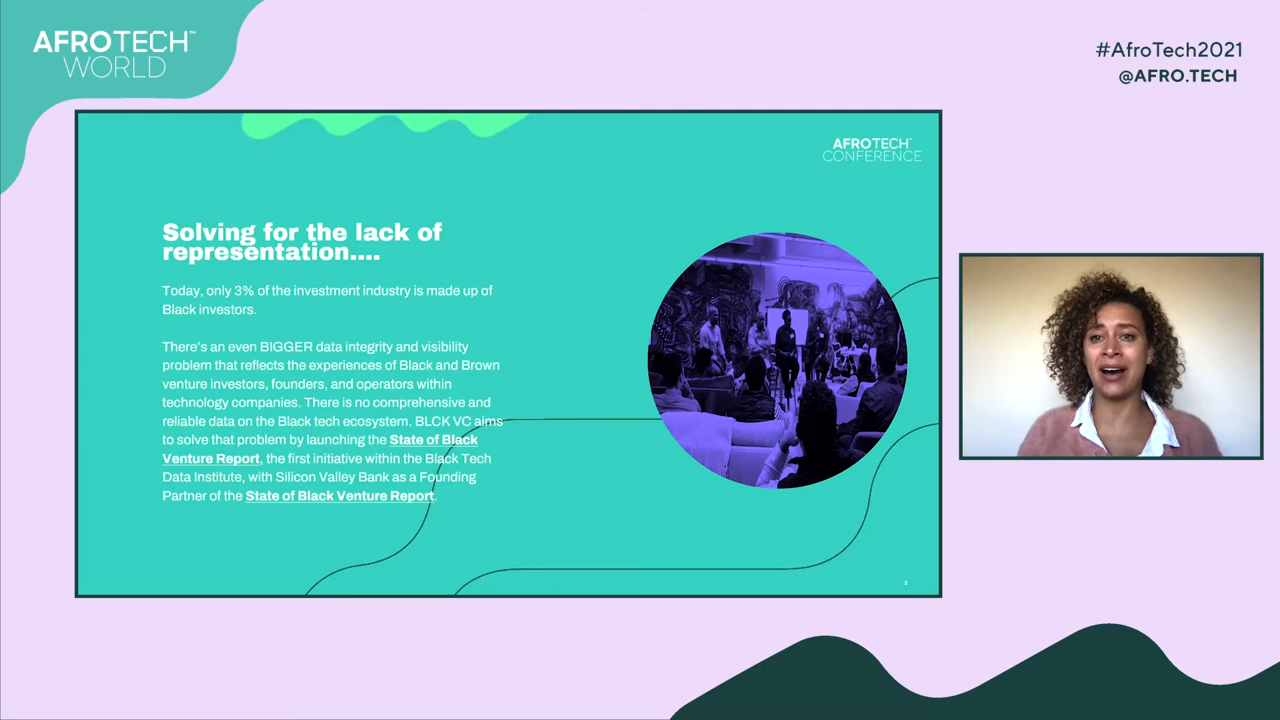 AFROTECH™
WORLD
#AfroTech2021
@AFRO.TECH
AFROTECH™
CONFERENCE
Solving for the lack of
representation....
Today, only 3% of the investment industry is made up of
Black investors.
There's an even BIGGER data integrity and visibility
problem that reflects the experiences of Black and Brown
venture investors, founders, and operators within
technology companies. There is no comprehensive and
reliable data on the Black tech ecosystem. BLCK VC aims
to solve that problem by launching the State of Black
Venture Report, the first initiative within the Black Tech
Data Institute, with Silicon Valley Bank as a Founding
Partner of the State of Black Venture Report.